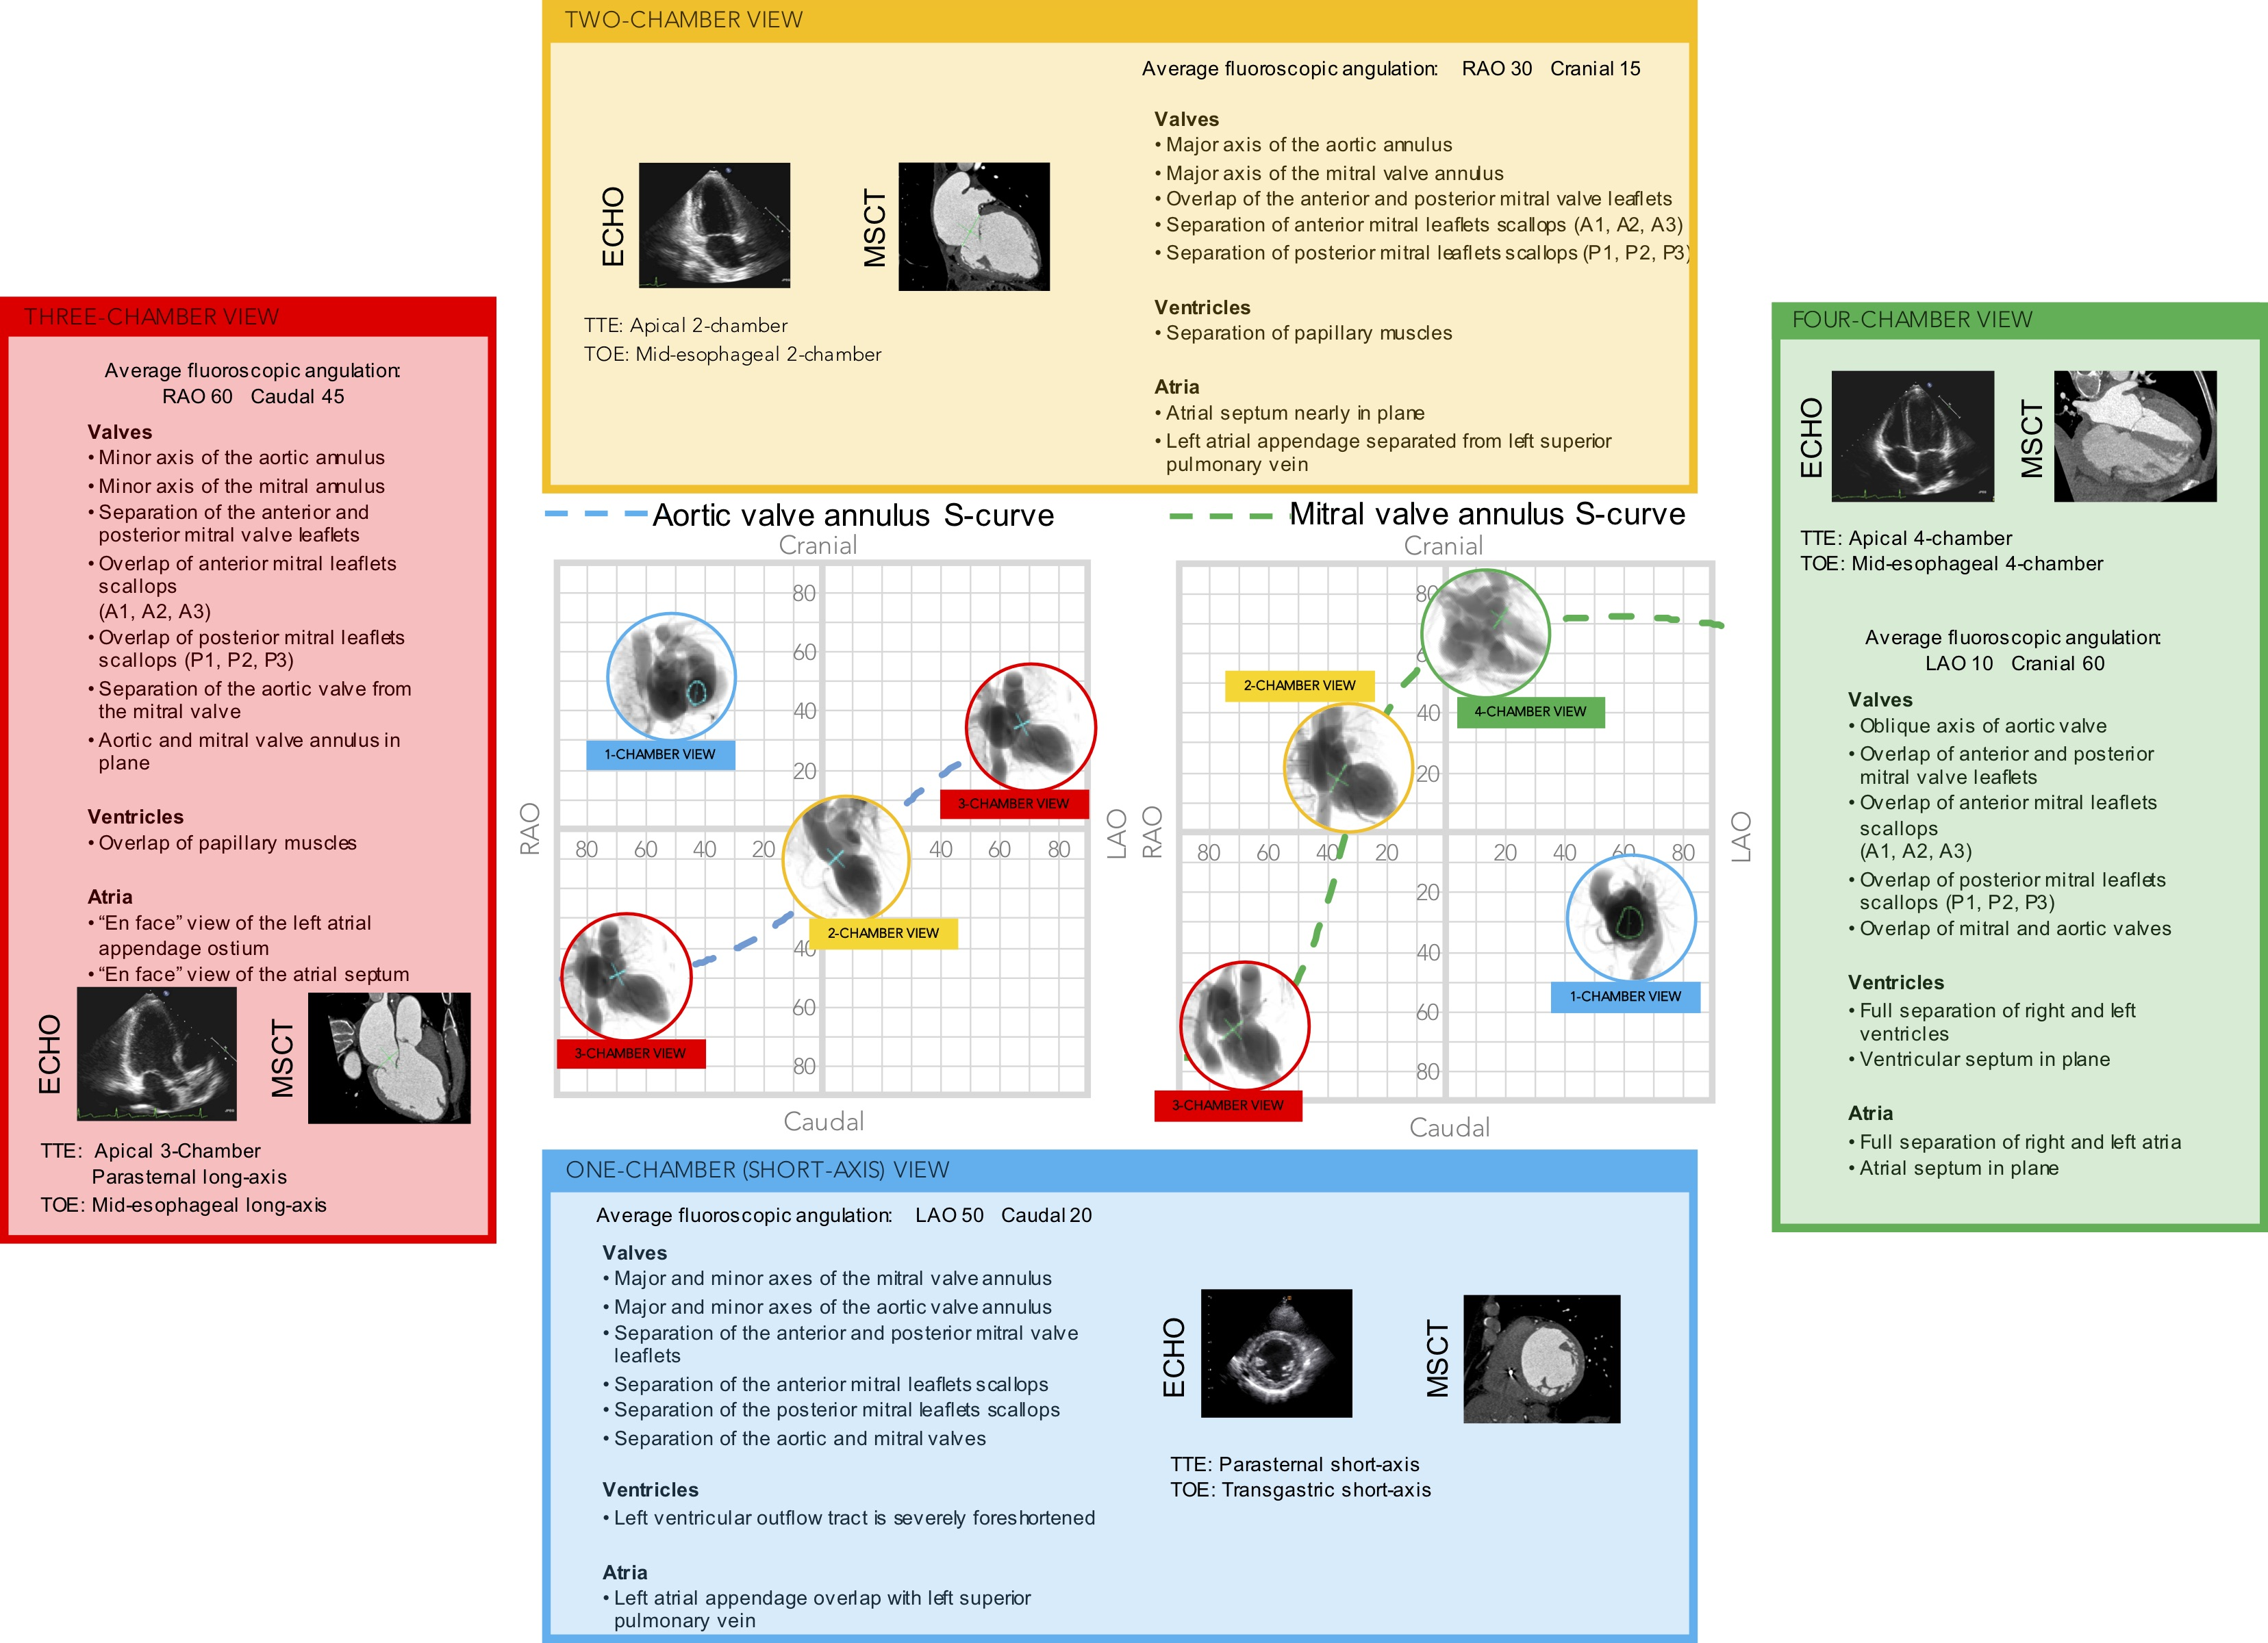 TWO-CHAMBER VIEW
Average fluoroscopic angulation: RAO 30 Cranial 15
Valves
• Major axis of the aortic annulus
• Major axis of the mitral valve annulus
• Overlap of the anterior and posterior mitral valve leaflets
• Separation of anterior mitral leaflets scallops (A1, A2, A3)
• Separation of posterior mitral leaflets scallops (P1, P2, P3)
Ventricles
• Separation of papillary muscles
Atria
• Atrial septum nearly in plane
• Left atrial appendage separated from left superior
pulmonary vein
ECHO
MSCT
TTE: Apical 2-chamber
TOE: Mid-esophageal 2-chamber
THREE-CHAMBER VIEW
Average fluoroscopic angulation:
RAO 60 Caudal 45
Valves
• Minor axis of the aortic annulus
• Minor axis of the mitral annulus
• Separation of the anterior and
posterior mitral valve leaflets
• Overlap of anterior mitral leaflets
scallops
(A1, A2, A3)
• Overlap of posterior mitral leaflets
scallops (P1, P2, P3)
• Separation of the aortic valve from
the mitral valve
• Aortic and mitral valve annulus in
plane
Ventricles
• Overlap of papillary muscles
Atria
• “En face” view of the left atrial
appendage ostium
• “En face” view of the atrial septum
ECHO
MSCT
TTE: Apical 3-Chamber
Parasternal long-axis
TOE: Mid-esophageal long-axis
Aortic valve annulus S-curve
Cranial
80
60
40
20
RAO
80 60 40 20 40 60 80
LAO
40
60
80
Caudal
1-CHAMBER VIEW
3-CHAMBER VIEW
2-CHAMBER VIEW
3-CHAMBER VIEW
Mitral valve annulus S-curve
Cranial
80
6
40
20
RAO
80 60 40 20 20 40 60 80
LAO
20
40
60
80
Caudal
2-CHAMBER VIEW
4-CHAMBER VIEW
1-CHAMBER VIEW
3-CHAMBER VIEW
FOUR-CHAMBER VIEW
ECHO
MSCT
TTE: Apical 4-chamber
TOE: Mid-esophageal 4-chamber
Average fluoroscopic angulation:
LAO 10 Cranial 60
Valves
• Oblique axis of aortic valve
• Overlap of anterior and posterior
mitral valve leaflets
• Overlap of anterior mitral leaflets
scallops
(A1, A2, A3)
• Overlap of posterior mitral leaflets
scallops (P1, P2, P3)
• Overlap of mitral and aortic valves
Ventricles
• Full separation of right and left
ventricles
• Ventricular septum in plane
Atria
• Full separation of right and left atria
• Atrial septum in plane
ONE-CHAMBER (SHORT-AXIS) VIEW
Average fluoroscopic angulation: LAO 50 Caudal 20
Valves
• Major and minor axes of the mitral valve annulus
• Major and minor axes of the aortic valve annulus
• Separation of the anterior and posterior mitral valve
leaflets
• Separation of the anterior mitral leaflets scallops
• Separation of the posterior mitral leaflets scallops
• Separation of the aortic and mitral valves
Ventricles
• Left ventricular outflow tract is severely foreshortened
Atria
• Left atrial appendage overlap with left superior
pulmonary vein
ECHO
MSCT
TTE: Parasternal short-axis
TOE: Transgastric short-axis